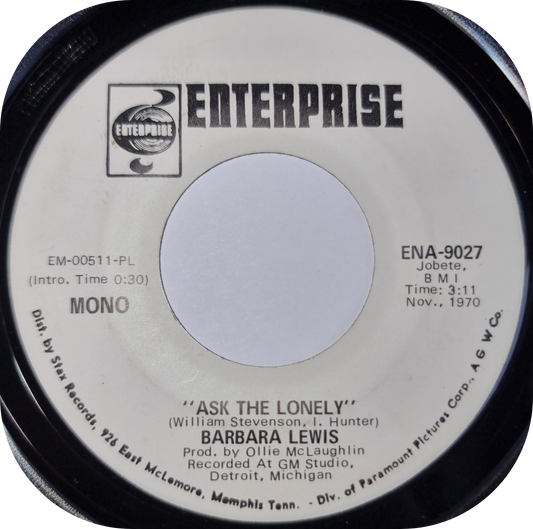 ENTERPRISE
ENTERPRISE
EM-00511-PL
(Intro. Time 0:30)
MONO
ENA-9027
Jobete,
B M I
Time: 3:11
Nov., 1970
"ASK THE LONELY"
(William Stevenson, I. Hunter)
BARBARA LEWIS
Prod. by Ollie McLaughlin
Recorded At GM Studio,
Detroit, Michigan
Dist. by Stax Records, 926 East McLemore, Memphis Tenn. - Div. of Paramount Pictures Corp., A G W Co.